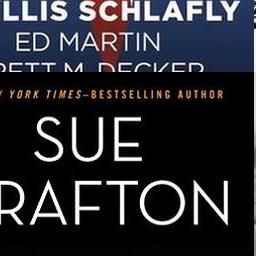 LLIS SCHLAFLY
ED MARTIN
RETT M. DECKER
YORK TIMES–BESTSELLING AUTHOR
SUE
RAFTON